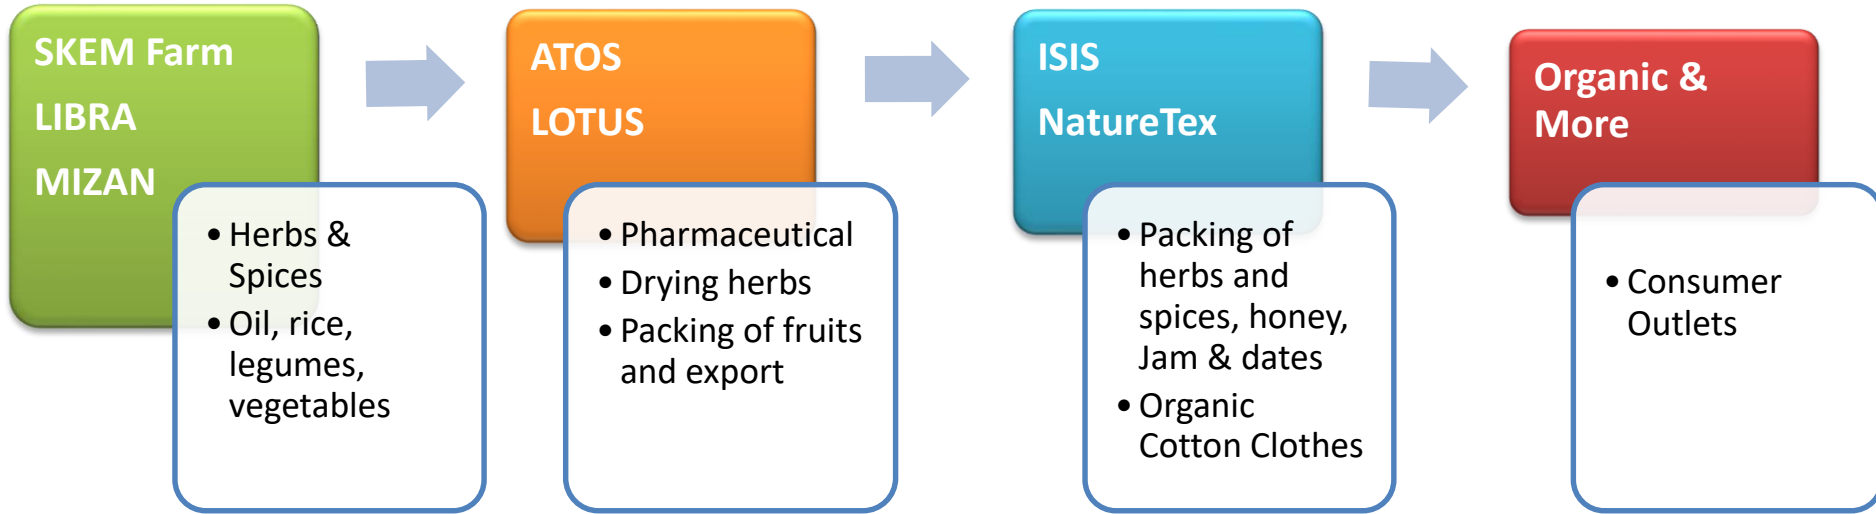 SKEM Farm
LIBRA
MIZAN
• Herbs &
Spices
• Oil, rice,
legumes,
vegetables
ATOS
LOTUS
• Pharmaceutical
• Drying herbs
• Packing of fruits
and export
ISIS
NatureTex
• Packing of
herbs and
spices, honey,
Jam & dates
• Organic
Cotton Clothes
Organic &
More
• Consumer
Outlets